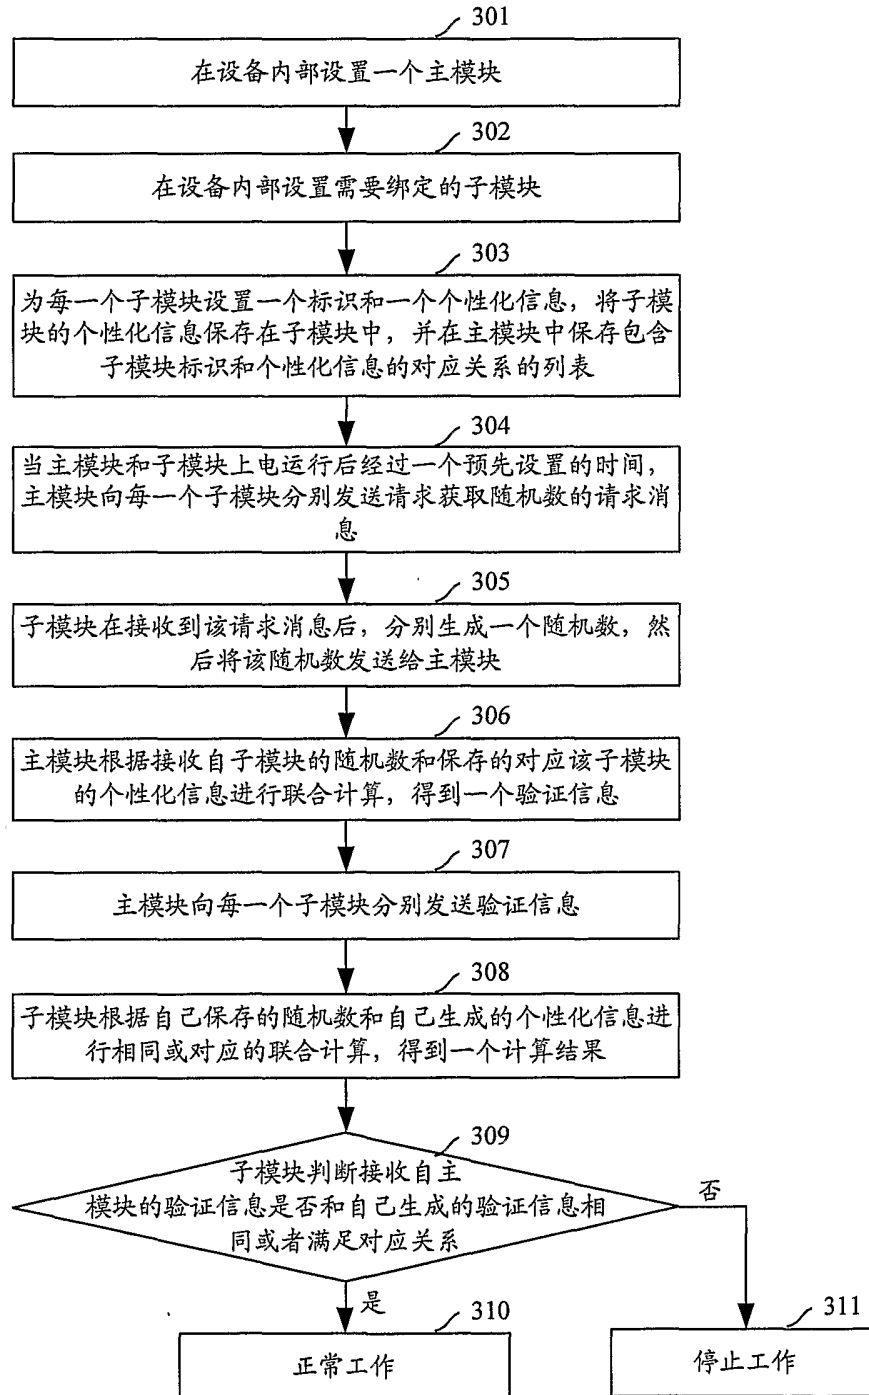 301
在设备内部设置一个主模块
302
在设备内部设置需要绑定的子模块
303
为每一个子模块设置一个标识和一个个性化信息，将子模
块的个性化信息保存在子模块中，并在主模块中保存包含
子模块标识和个性化信息的对应关系的列表
304
当主模块和子模块上电运行后经过一个预先设置的时间，
主模块向每一个子模块分别发送请求获取随机数的请求消
息
305
子模块在接收到该请求消息后，分别生成一个随机数，然
后将该随机数发送给主模块
306
主模块根据接收自子模块的随机数和保存的对应该子模块
的个性化信息进行联合计算，得到一个验证信息
307
主模块向每一个子模块分别发送验证信息
308
子模块根据自己保存的随机数和自己生成的个性化信息进
行相同或对应的联合计算，得到一个计算结果
309
子模块判断接收自主
模块的验证信息是否和自己生成的验证信息相
同或者满足对应关系
否
是
310
正常工作
311
停止工作